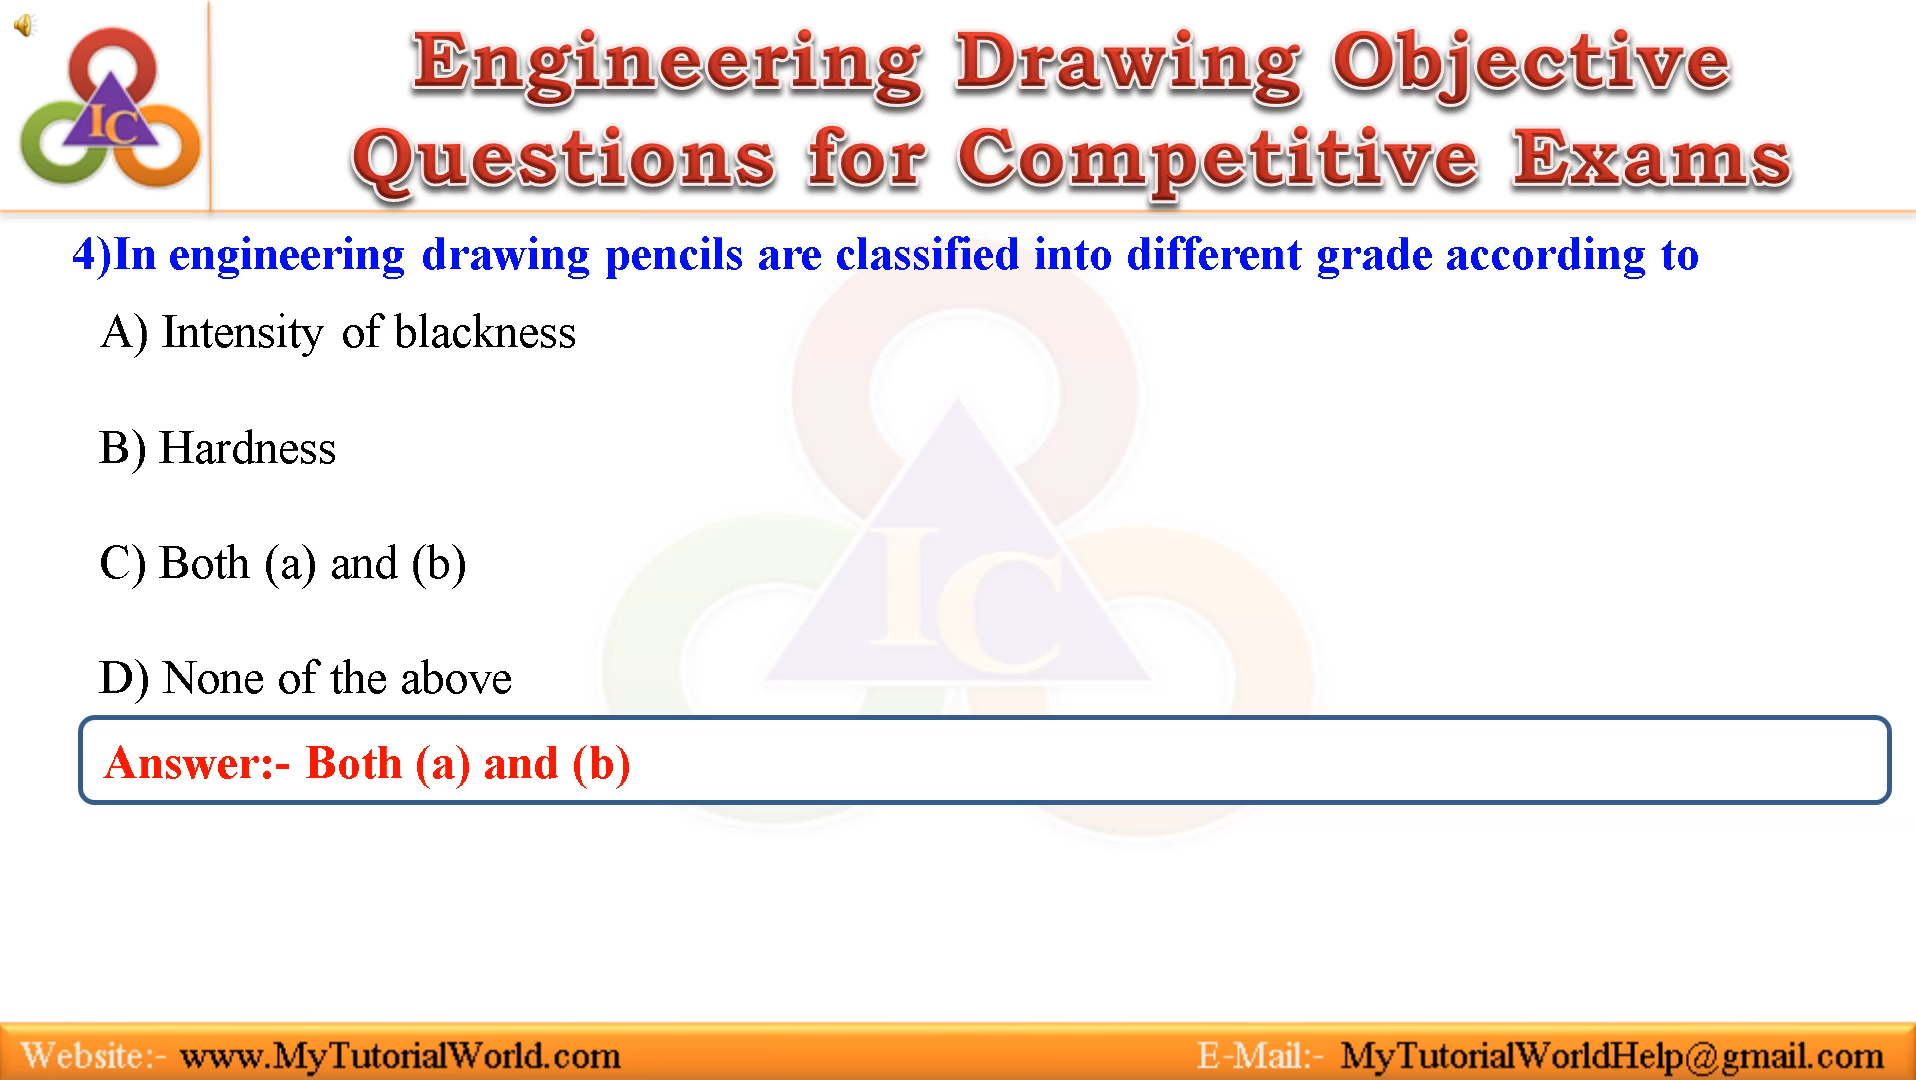 IC
Engineering Drawing Objective
Questions for Competitive Exams
4)In engineering drawing pencils are classified into different grade according to
A) Intensity of blackness
B) Hardness
C) Both (a) and (b)
D) None of the above
IC
Answer:- Both (a) and (b)
Website:- www.MyTutorialWorld.com
E-Mail:- MyTutorialWorldHelp@gmail.com